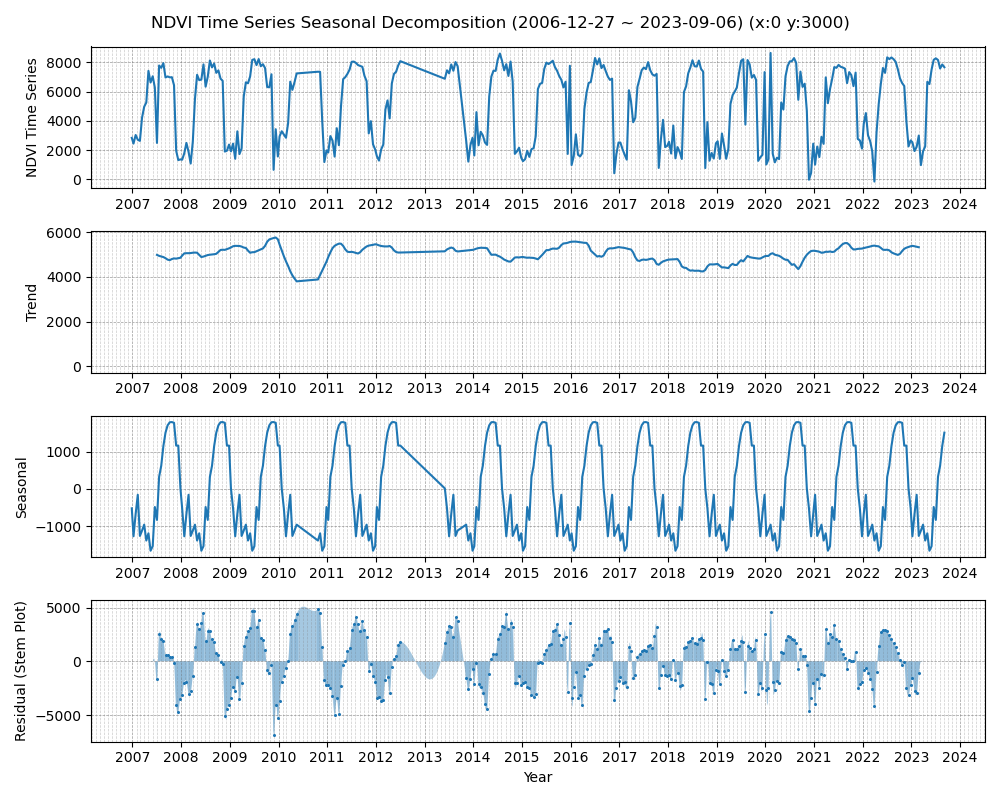 NDVI Time Series Seasonal Decomposition (2006-12-27 ~ 2023-09-06) (x:0 y:3000)
NDVI Time Series
8000
6000
4000
2000
0
2007 2008 2009 2010 2011 2012 2013 2014 2015 2016 2017 2018 2019 2020 2021 2022 2023 2024
Trend
6000
4000
2000
0
2007 2008 2009 2010 2011 2012 2013 2014 2015 2016 2017 2018 2019 2020 2021 2022 2023 2024
Seasonal
1000
0
−1000
2007 2008 2009 2010 2011 2012 2013 2014 2015 2016 2017 2018 2019 2020 2021 2022 2023 2024
Residual (Stem Plot)
5000
0
−5000
2007 2008 2009 2010 2011 2012 2013 2014 2015 2016 2017 2018 2019 2020 2021 2022 2023 2024
Year